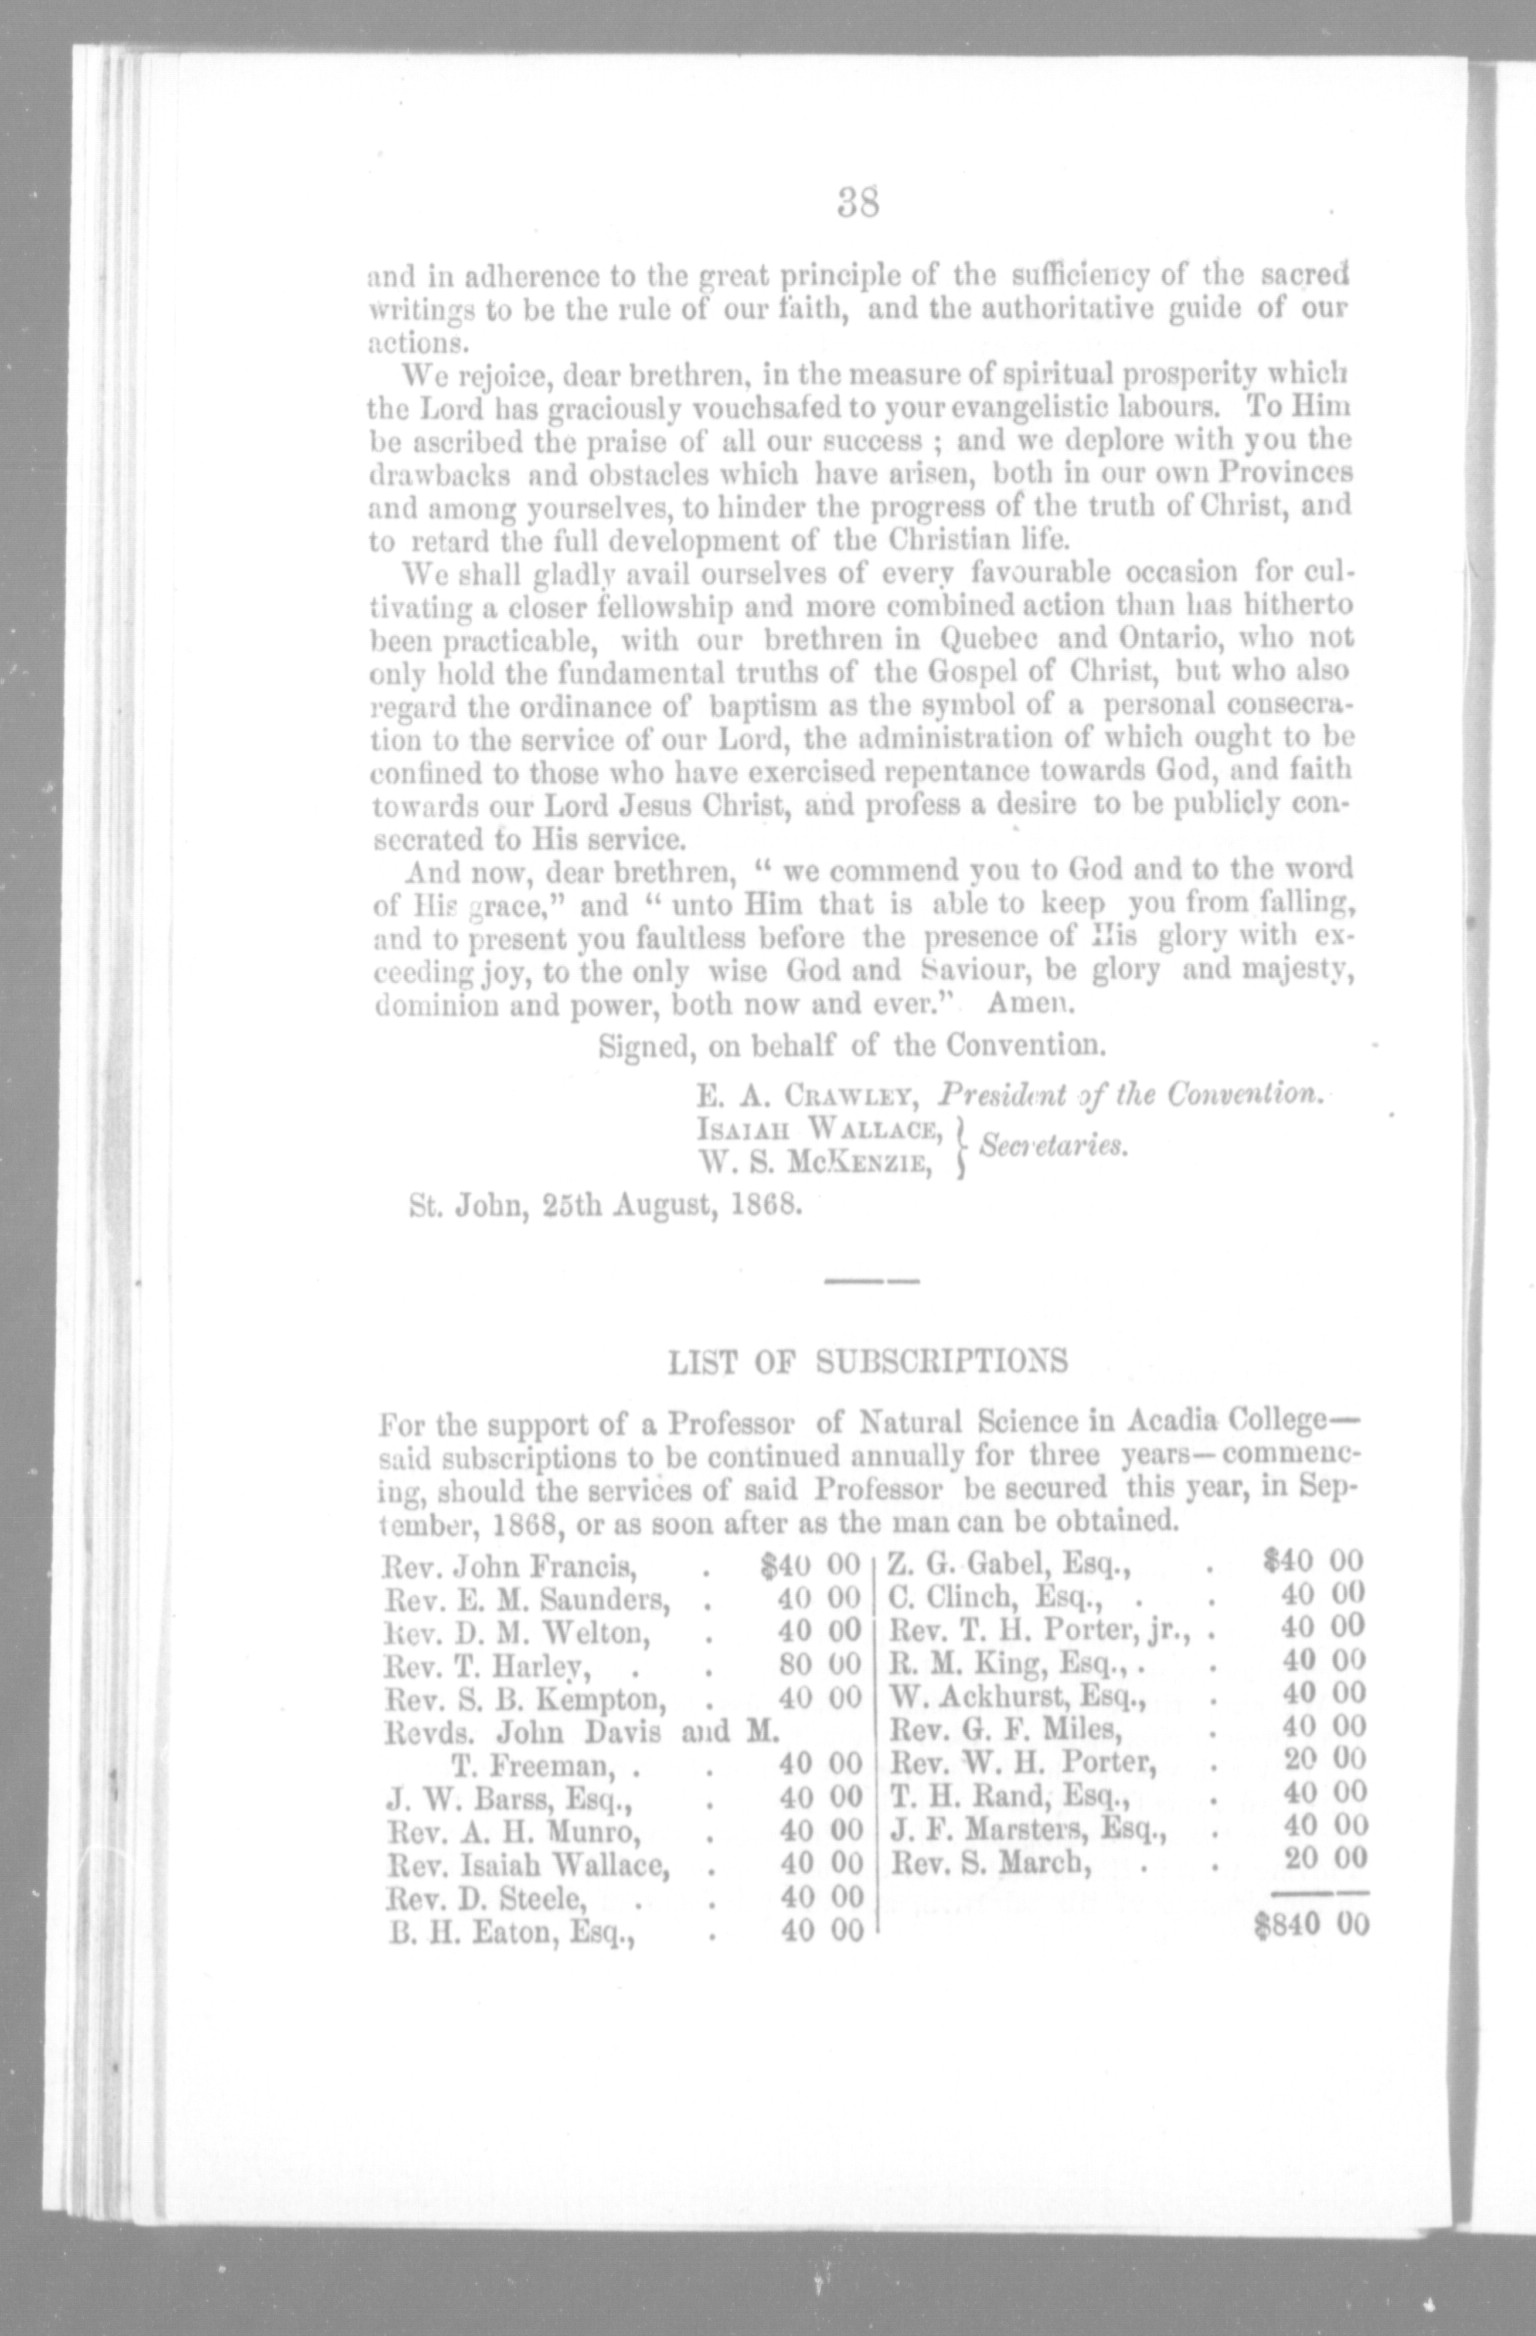 38
and in adherence to the great principle of the sufficiency of the sacred
writings to be the rule of our faith, and the authoritative guide of our
actions.
We rejoice, dear brethren, in the measure of spiritual prosperity which
the Lord has graciously vouchsafed to your evangelistic labours. To Him
be ascribed the praise of all our success ; and we deplore with you the
drawbacks and obstacles which have arisen, both in our own Provinces
and among yourselves, to hinder the progress of the truth of Christ, and
to retard the full development of the Christian life.
We shall gladly avail ourselves of every favourable occasion for cul-
tivating a closer fellowship and more combined action than has hitherto
been practicable, with our brethren in Quebec and Ontario, who not
only hold the fundamental truths of the Gospel of Christ, but who also
regard the ordinance of baptism as the symbol of a personal consecra-
tion to the service of our Lord, the administration of which ought to be
confined to those who have exercised repentance towards God, and faith
towards our Lord Jesus Christ, and profess a desire to be publicly con-
secrated to His service.
And now, dear brethren, “ we commend you to God and to the word
of His grace,” and “ unto Him that is able to keep you from falling,
and to present you faultless before the presence of His glory with ex-
ceeding joy, to the only wise God and Saviour, be glory and majesty,
dominion and power, both now and ever.” Amen.
Signed, on behalf of the Convention.
E. A. CRAWLEY, President of the Convention.
ISAIAH WALLACE, } Secretaries.
W. S. MCKENZIE,
St. John, 25th August, 1868.
LIST OF SUBSCRIPTIONS
For the support of a Professor of Natural Science in Acadia College—
said subscriptions to be continued annually for three years—commenc-
ing, should the services of said Professor be secured this year, in Sep-
tember, 1868, or as soon after as the man can be obtained.
Rev. John Francis, . $40 00
Rev. E. M. Saunders, . 40 00
Rev. D. M. Welton, . 40 00
Rev. T. Harley, . . 80 00
Rev. S. B. Kempton, . 40 00
Revds. John Davis and M.
T. Freeman, . . 40 00
J. W. Barss, Esq., . 40 00
Rev. A. H. Munro, . 40 00
Rev. Isaiah Wallace, . 40 00
Rev. D. Steele, . . 40 00
B. H. Eaton, Esq., . 40 00
Z. G. Gabel, Esq., . $40 00
C. Clinch, Esq., . . 40 00
Rev. T. H. Porter, jr., . 40 00
R. M. King, Esq., . . 40 00
W. Ackhurst, Esq., . 40 00
Rev. G. F. Miles, . 40 00
Rev. W. H. Porter, . 20 00
T. H. Rand, Esq., . 40 00
J. F. Marsters, Esq., . 40 00
Rev. S. March, . . 20 00
$840 00